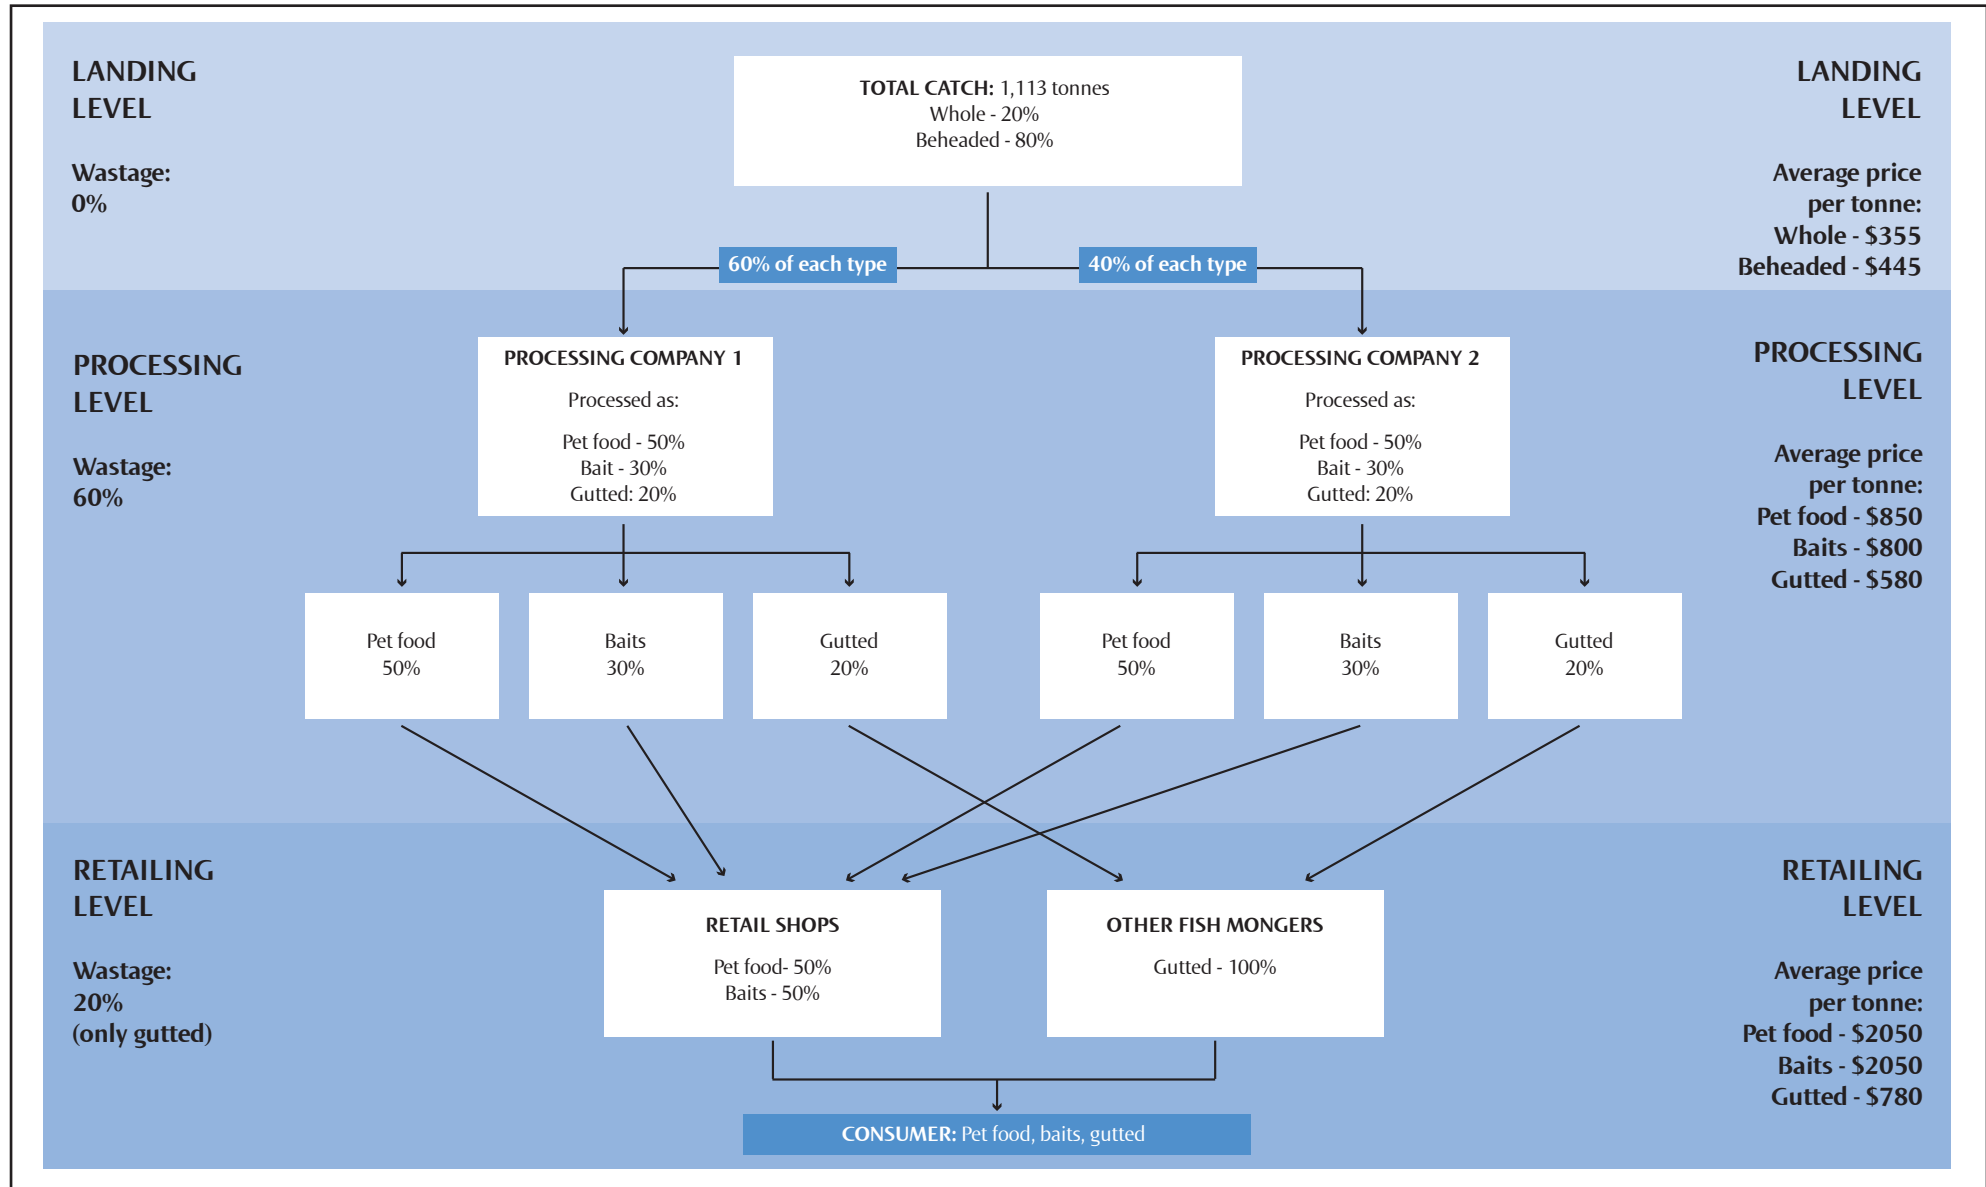 LANDING
LEVEL
Wastage:
0%
TOTAL CATCH: 1,113 tonnes
Whole - 20%
Beheaded - 80%
LANDING
LEVEL
Average price
per tonne:
Whole - $355
Beheaded - $445
60% of each type
40% of each type
PROCESSING
LEVEL
Wastage:
60%
PROCESSING COMPANY 1
Processed as:
Pet food - 50%
Bait - 30%
Gutted: 20%
PROCESSING COMPANY 2
Processed as:
Pet food - 50%
Bait - 30%
Gutted: 20%
PROCESSING
LEVEL
Average price
per tonne:
Pet food - $850
Baits - $800
Gutted - $580
Pet food
50%
Baits
30%
Gutted
20%
Pet food
50%
Baits
30%
Gutted
20%
RETAILING
LEVEL
Wastage:
20%
(only gutted)
RETAIL SHOPS
Pet food- 50%
Baits - 50%
OTHER FISH MONGERS
Gutted - 100%
RETAILING
LEVEL
Average price
per tonne:
Pet food - $2050
Baits - $2050
Gutted - $780
CONSUMER: Pet food, baits, gutted